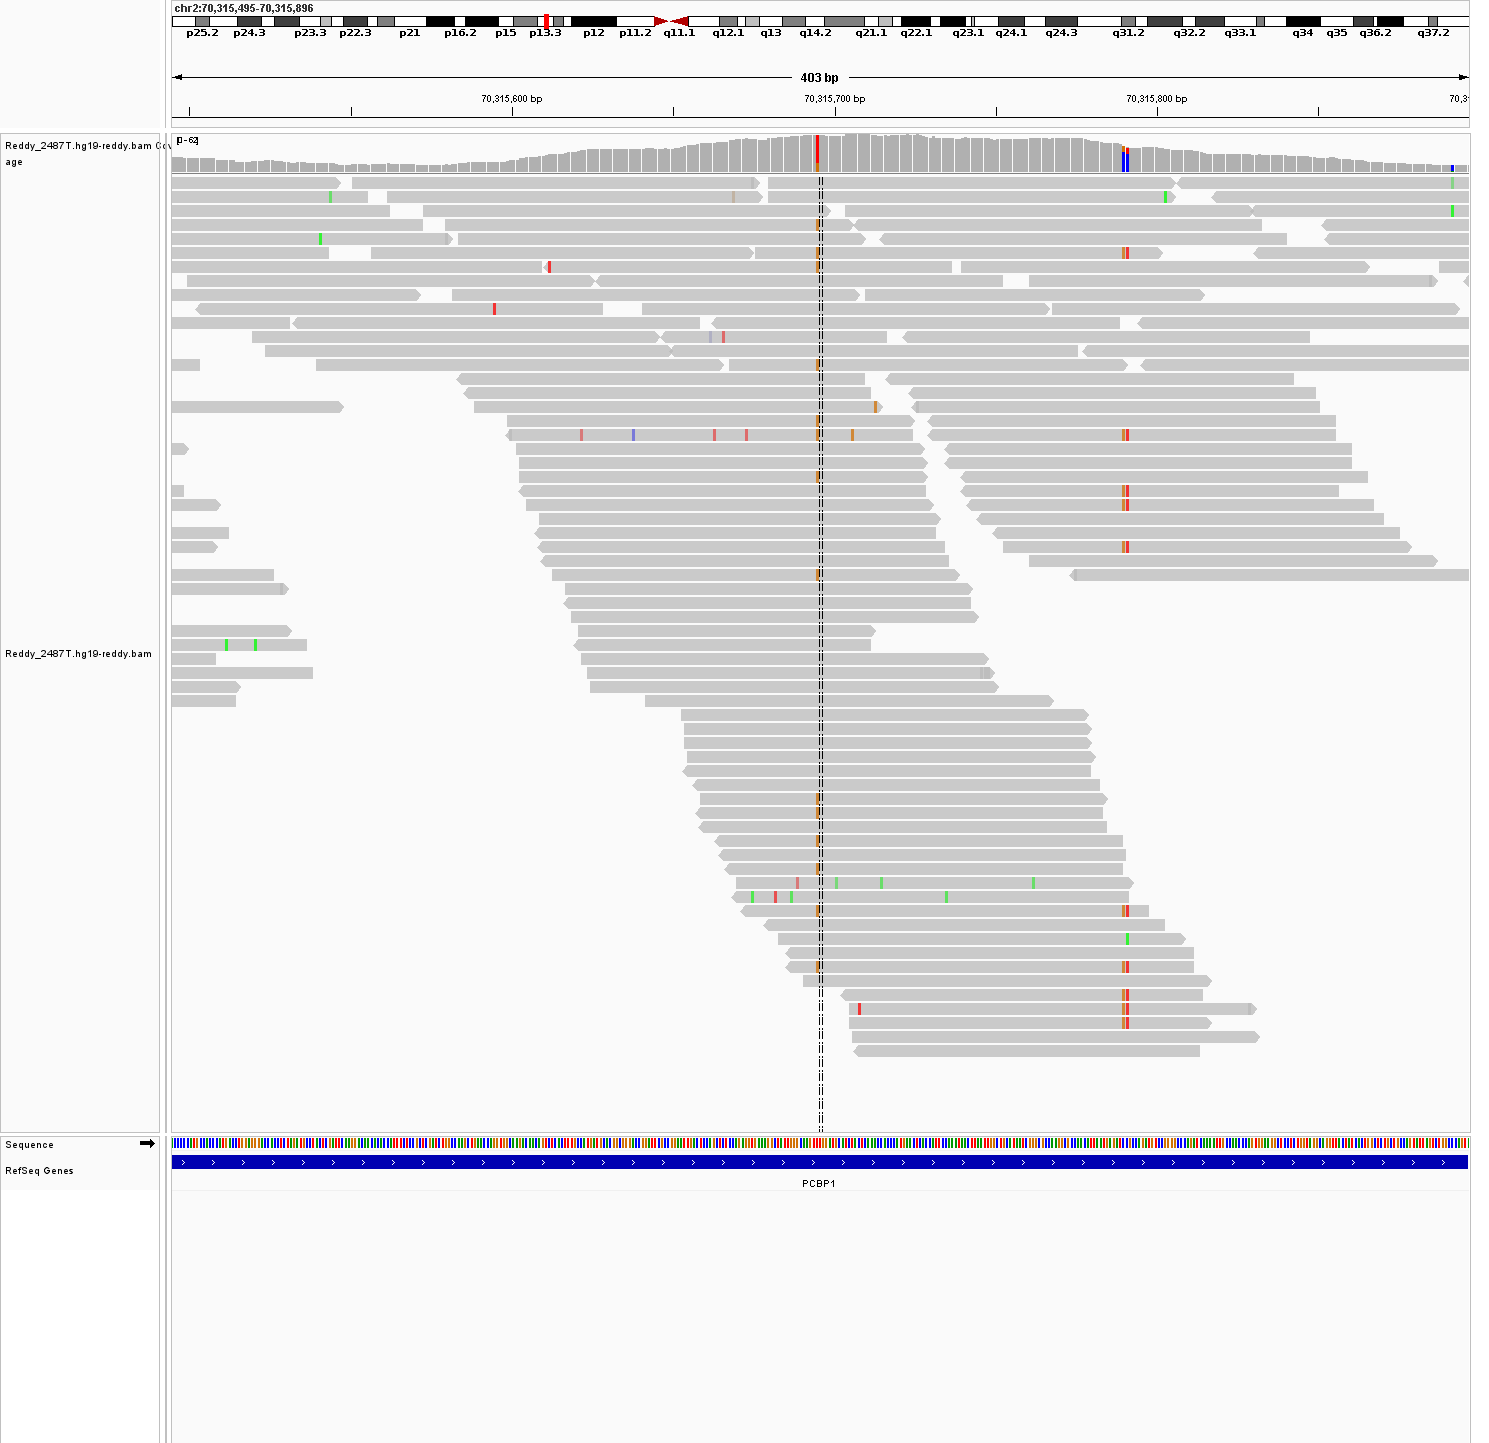 chr2:70,315,495-70,315,896
p25.2 p24.3 p23.3 p22.3 p21 p16.2 p15 p13.3 p12 p11.2 q11.1 q12.1 q13 q14.2 q21.1 q22.1 q23.1 q24.1 q24.3 q31.2 q32.2 q33.1 q34 q35 q36.2 q37.2
403 bp
70,315,600 bp 70,315,700 bp 70,315,800 bp 70,3
Reddy_2487T.hg19-reddy.bam Cov
age
[0-62]
Reddy_2487T.hg19-reddy.bam
Sequence
RefSeq Genes
PCBP1